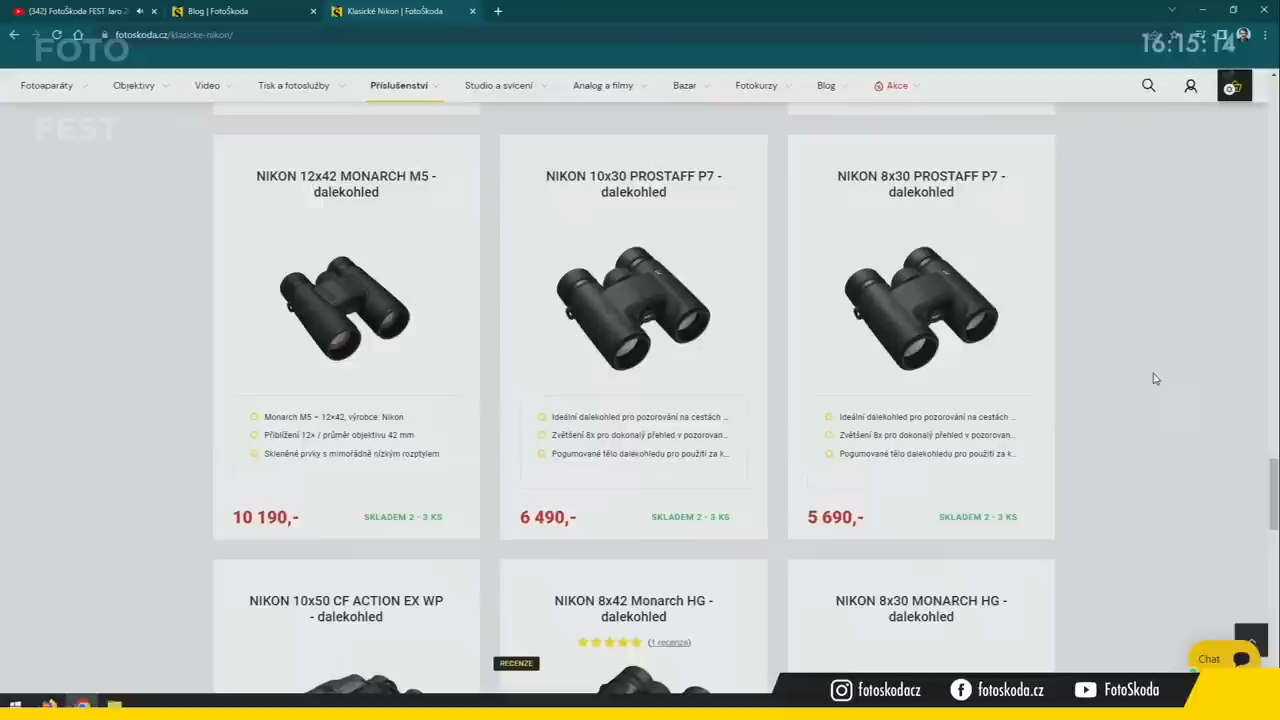 (342) FotoŠkoda FEST Jaro 2
Blog | FotoŠkoda
Klasické Nikon | FotoŠkoda
fotoskoda.cz/klasicke-nikon/
FOTO
16:15:14
Fotoaparáty
Objektivy
Video
Tisk a fotoslužby
Příslušenství
Studio a svícení
Analog a filmy
Bazar
Fotokurzy
Blog
Akce
0
FEST
NIKON 12x42 MONARCH M5 -
dalekohled
Monarch M5 – 12×42, výrobce: Nikon
Přiblížení 12× / průměr objektivu 42 mm
Skleněné prvky s mimořádně nízkým rozptylem
10 190,-
SKLADEM 2 - 3 KS
NIKON 10x30 PROSTAFF P7 -
dalekohled
Ideální dalekohled pro pozorování na cestách ...
Zvětšení 8x pro dokonalý přehled v pozorovan...
Pogumované tělo dalekohledu pro použití za k...
6 490,-
SKLADEM 2 - 3 KS
NIKON 8x30 PROSTAFF P7 -
dalekohled
Ideální dalekohled pro pozorování na cestách ...
Zvětšení 8x pro dokonalý přehled v pozorovan...
Pogumované tělo dalekohledu pro použití za k...
5 690,-
SKLADEM 2 - 3 KS
NIKON 10x50 CF ACTION EX WP
- dalekohled
NIKON 8x42 Monarch HG -
dalekohled
(1 recenze)
RECENZE
NIKON 8x30 MONARCH HG -
dalekohled
Chat
fotoskodacz
fotoskoda.cz
FotoSkoda